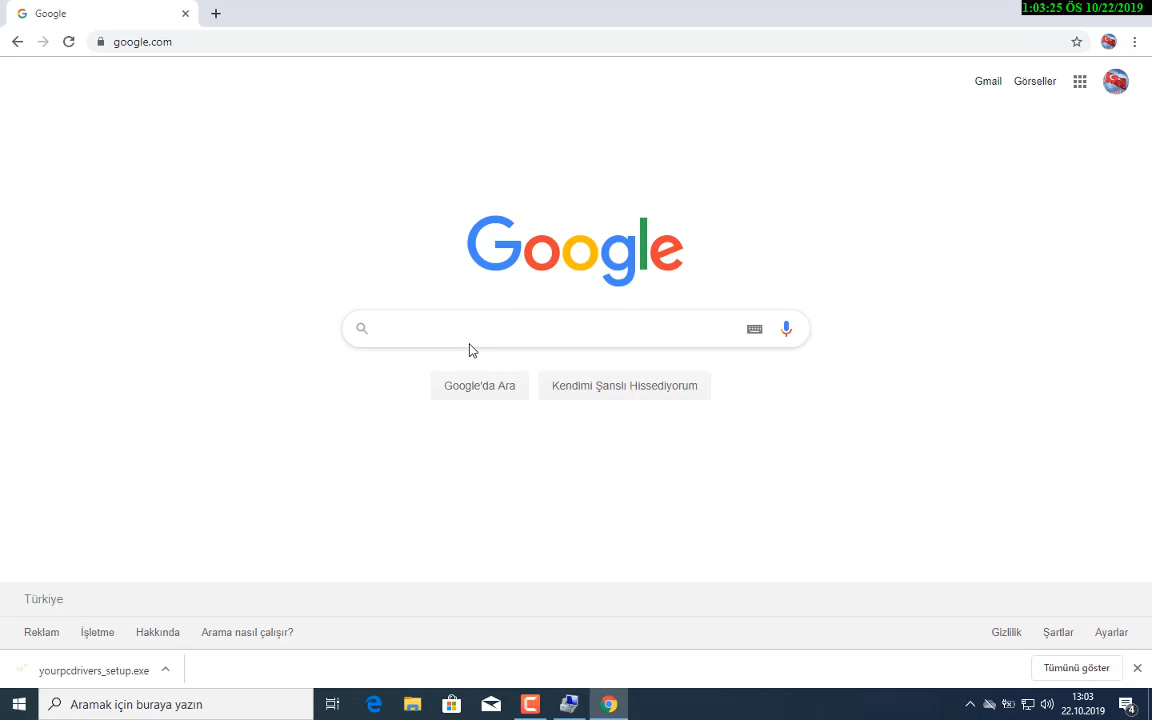 Google
1:03:25 ÖS 10/22/2019
google.com
Gmail Görseller
Google
Google'da Ara
Kendimi Şanslı Hissediyorum
Türkiye
Reklam İşletme Hakkında Arama nasıl çalışır? Gizlilik Şartlar Ayarlar
yourpcdrivers_setup.exe
Tümünü göster
Aramak için buraya yazın
13:03
22.10.2019
4